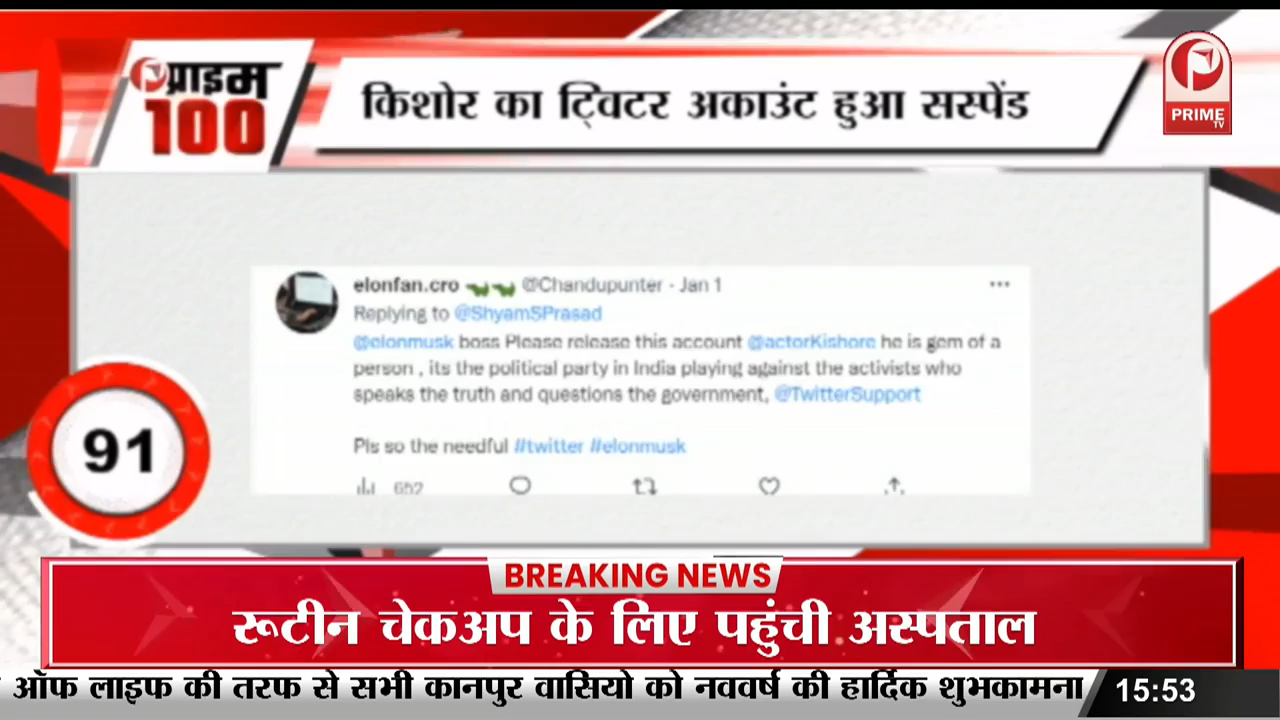 प्राइम
100
किशोर का ट्विटर अकाउंट हुआ सस्पेंड
PRIME
TV
elonfan.cro @Chandupunter - Jan 1
Replying to @ShyamSPrasad
@elonmusk boss Please release this account @actorKishore he is gem of a
person , its the political party in India playing against the activists who
speaks the truth and questions the government, @TwitterSupport
Pls so the needful #twitter #elonmusk
652
91
BREAKING NEWS
रूटीन चेकअप के लिए पहुंची अस्पताल
ऑफ लाइफ की तरफ से सभी कानपुर वासियो को नववर्ष की हार्दिक शुभकामना
15:53